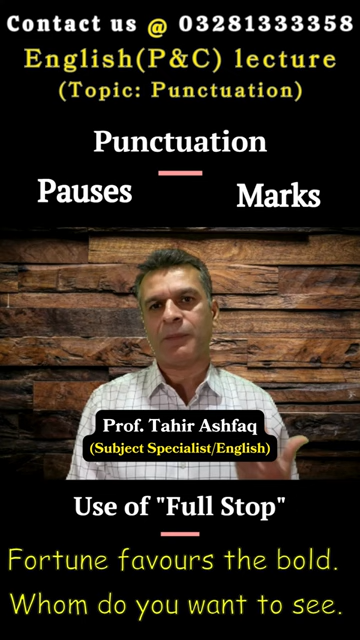 Contact us @ 03281333358
English(P&C) lecture
(Topic: Punctuation)
Punctuation
Pauses Marks
Prof. Tahir Ashfaq
(Subject Specialist/English)
Use of "Full Stop"
Fortune favours the bold.
Whom do you want to see.